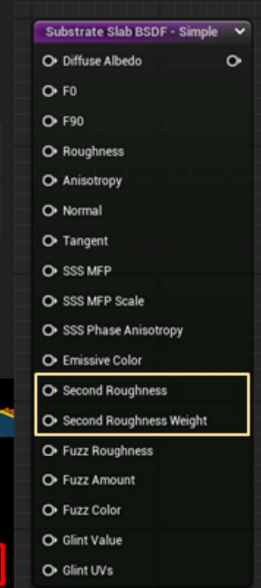 Substrate Slab BSDF - Simple
Diffuse Albedo
F0
F90
Roughness
Anisotropy
Normal
Tangent
SSS MFP
SSS MFP Scale
SSS Phase Anisotropy
Emissive Color
Second Roughness
Second Roughness Weight
Fuzz Roughness
Fuzz Amount
Fuzz Color
Glint Value
Glint UVs